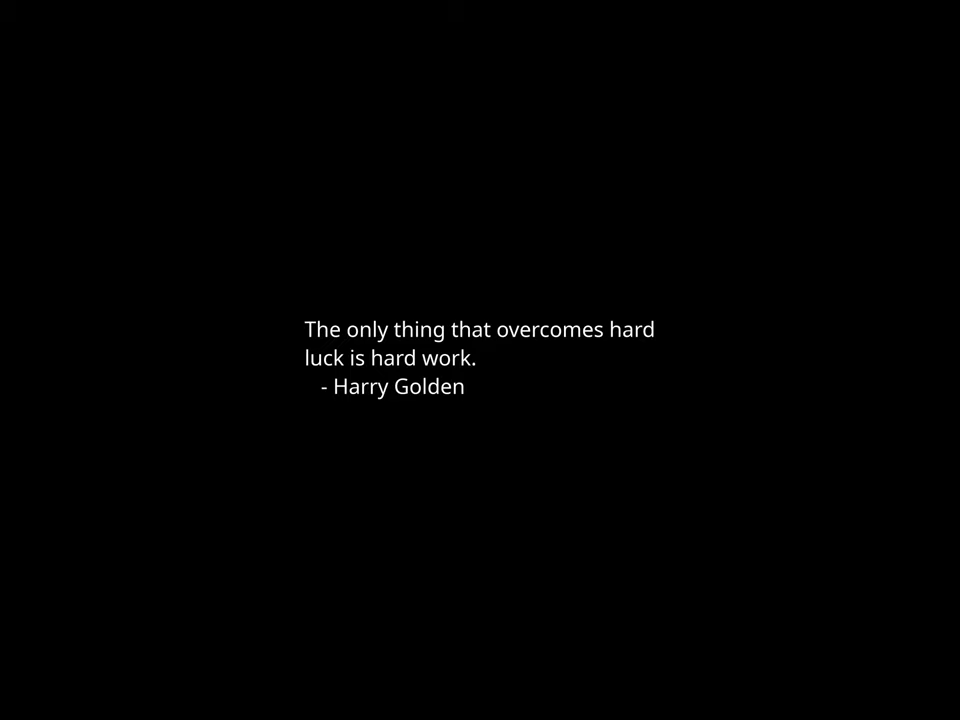 The only thing that overcomes hard
luck is hard work.
- Harry Golden